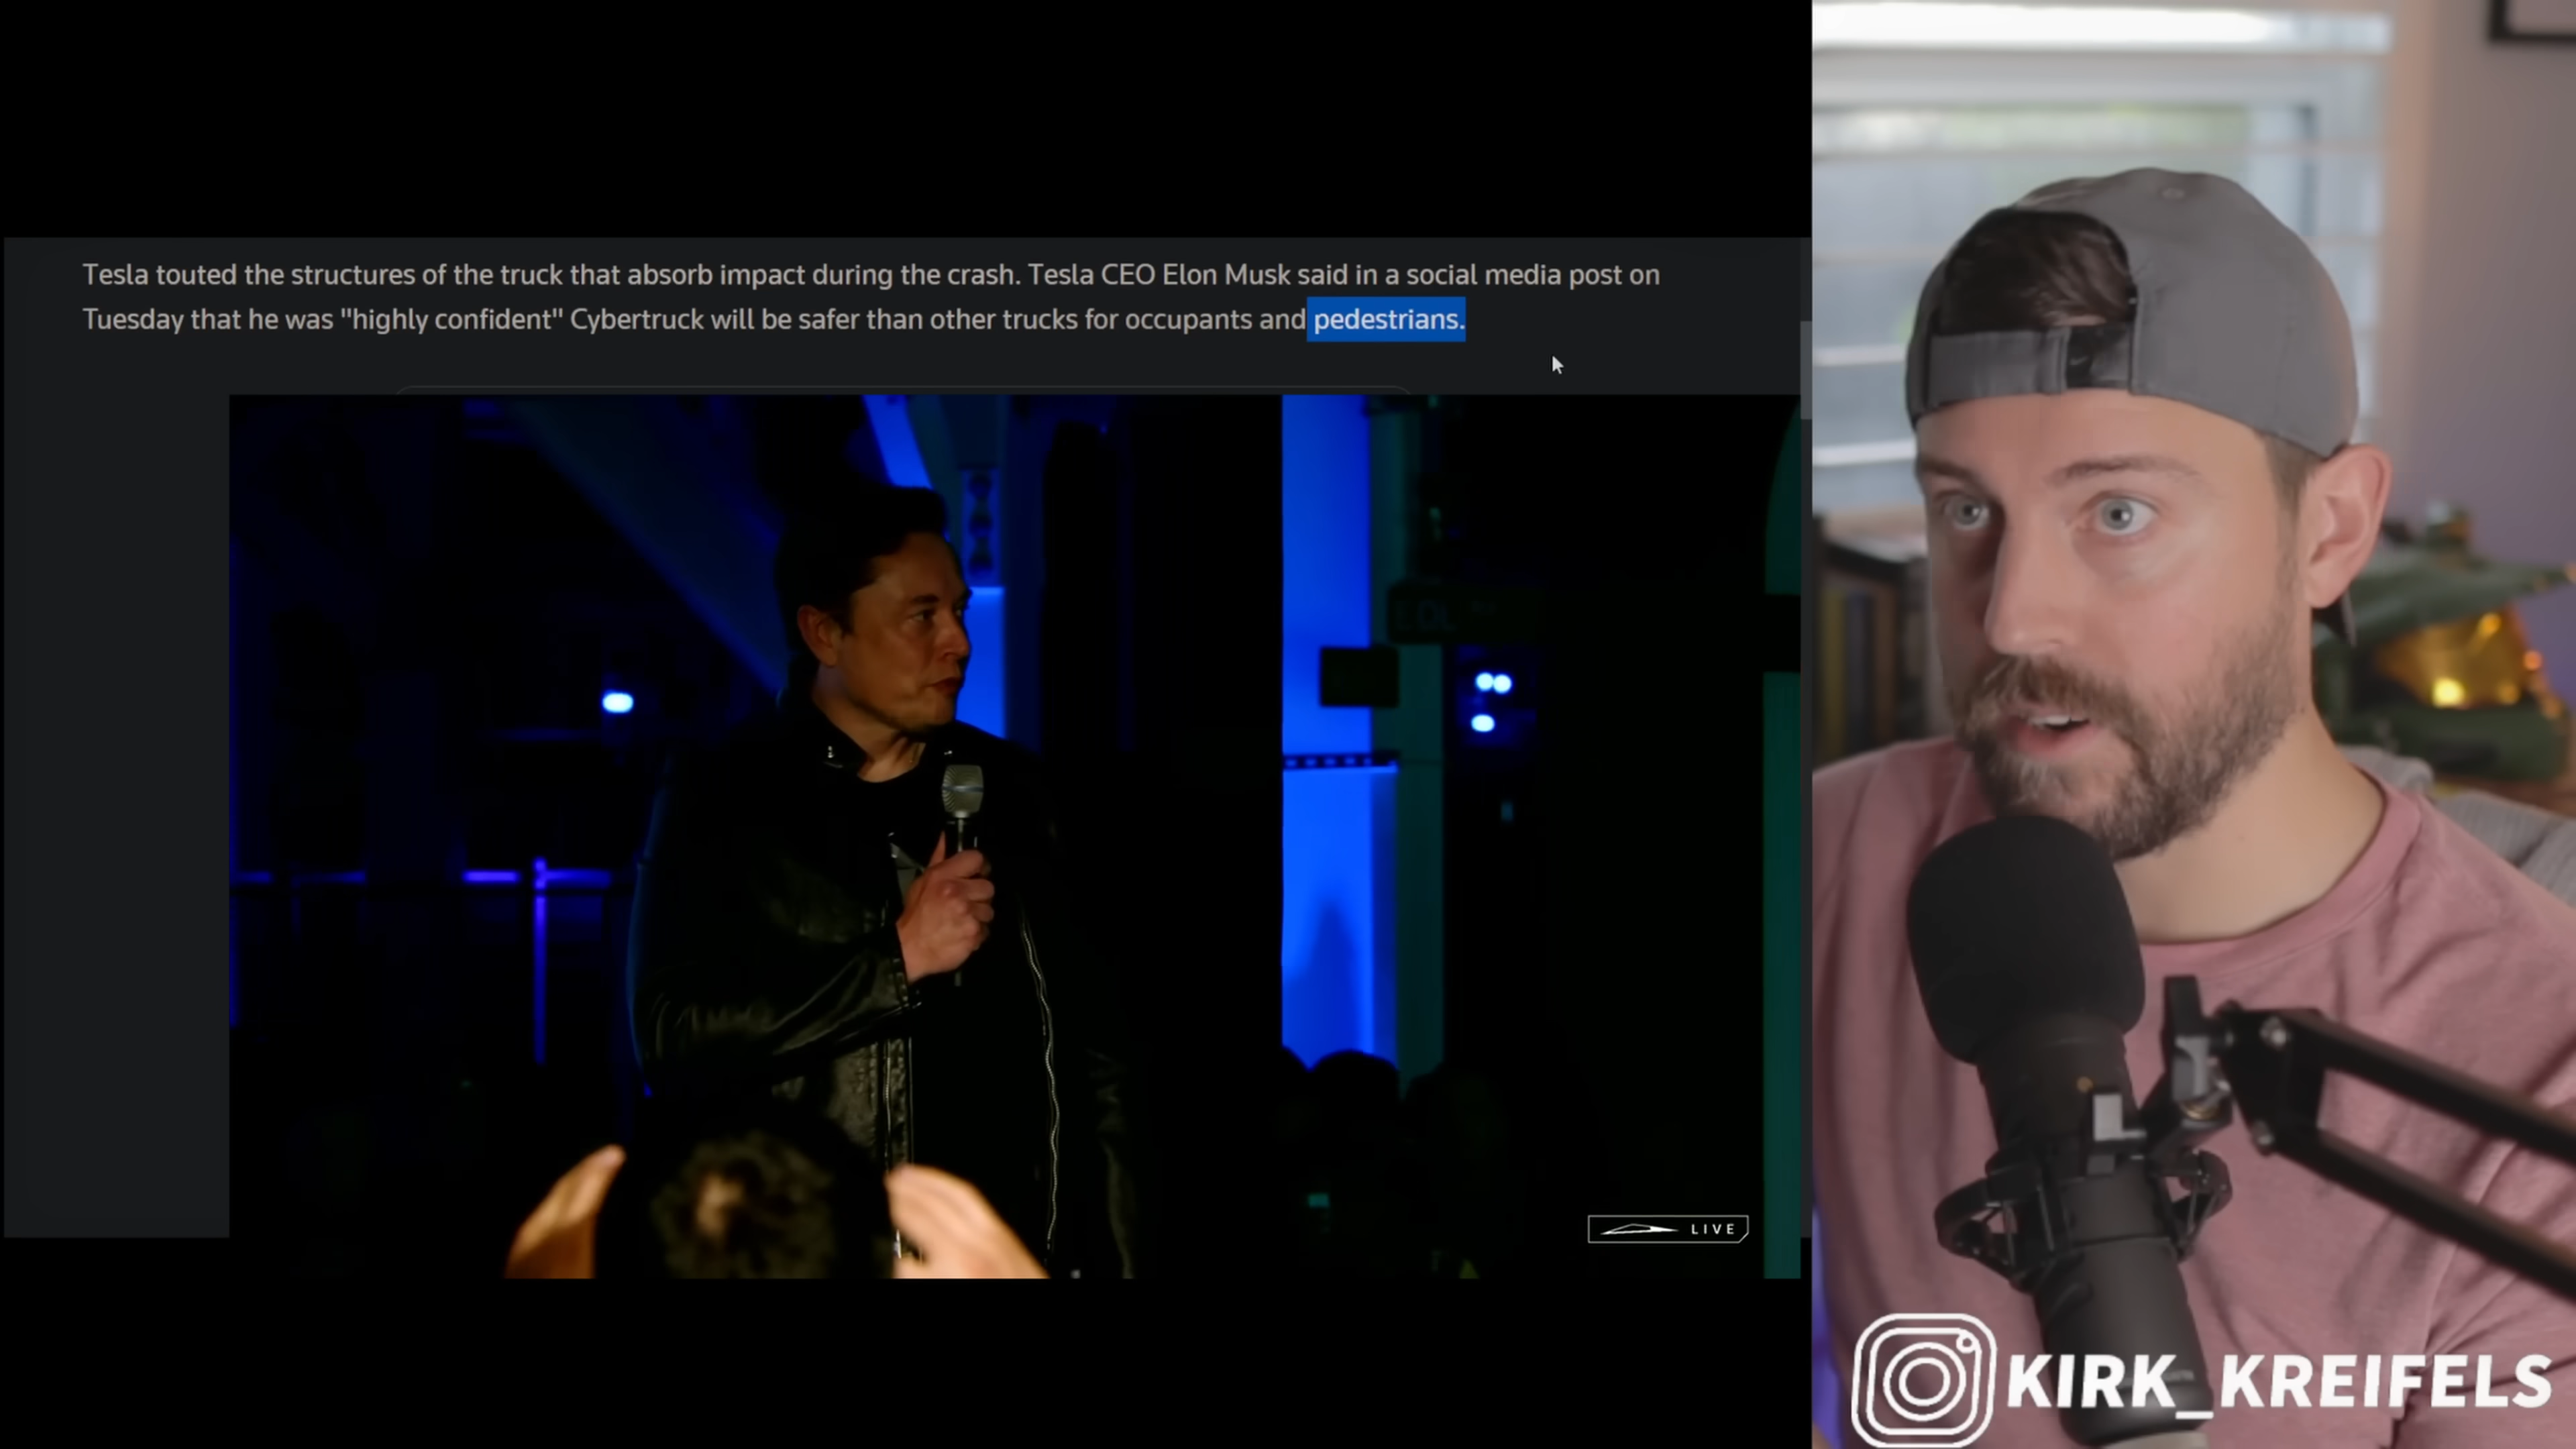 Tesla touted the structures of the truck that absorb impact during the crash. Tesla CEO Elon Musk said in a social media post on
Tuesday that he was "highly confident" Cybertruck will be safer than other trucks for occupants and pedestrians.
LIVE
KIRK_KREIFELS